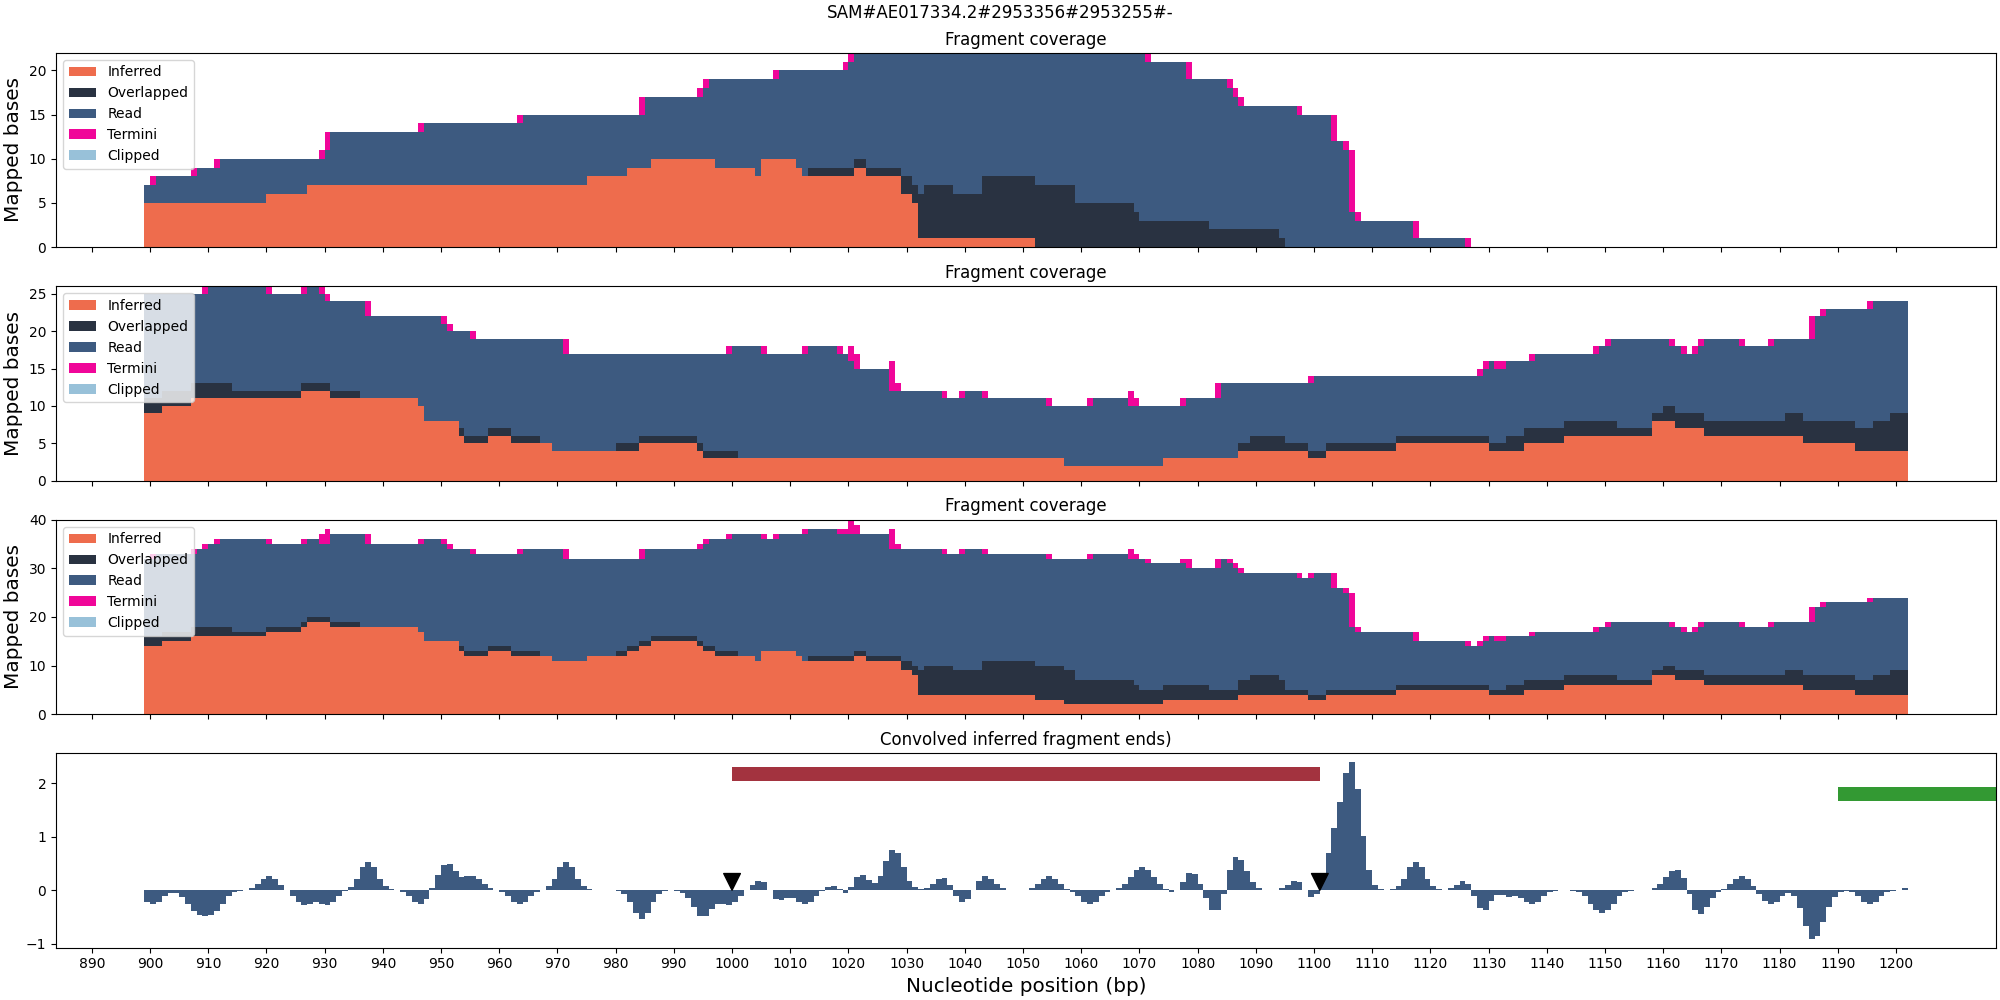 SAM#AE017334.2#2953356#2953255#-
Fragment coverage
Mapped bases
20
15
10
5
0
Inferred
Overlapped
Read
Termini
Clipped
Fragment coverage
Mapped bases
25
20
15
10
5
0
Inferred
Overlapped
Read
Termini
Clipped
Fragment coverage
Mapped bases
40
30
20
10
0
Inferred
Overlapped
Read
Termini
Clipped
Convolved inferred fragment ends)
2
1
0
−1
890 900 910 920 930 940 950 960 970 980 990 1000 1010 1020 1030 1040 1050 1060 1070 1080 1090 1100 1110 1120 1130 1140 1150 1160 1170 1180 1190 1200
Nucleotide position (bp)